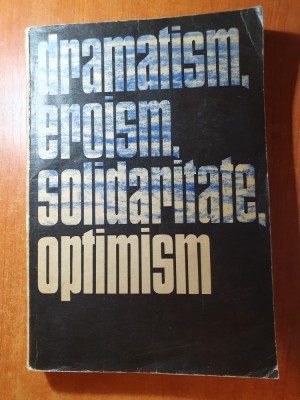 dramatism,
eroism,
solidaritate,
optimism